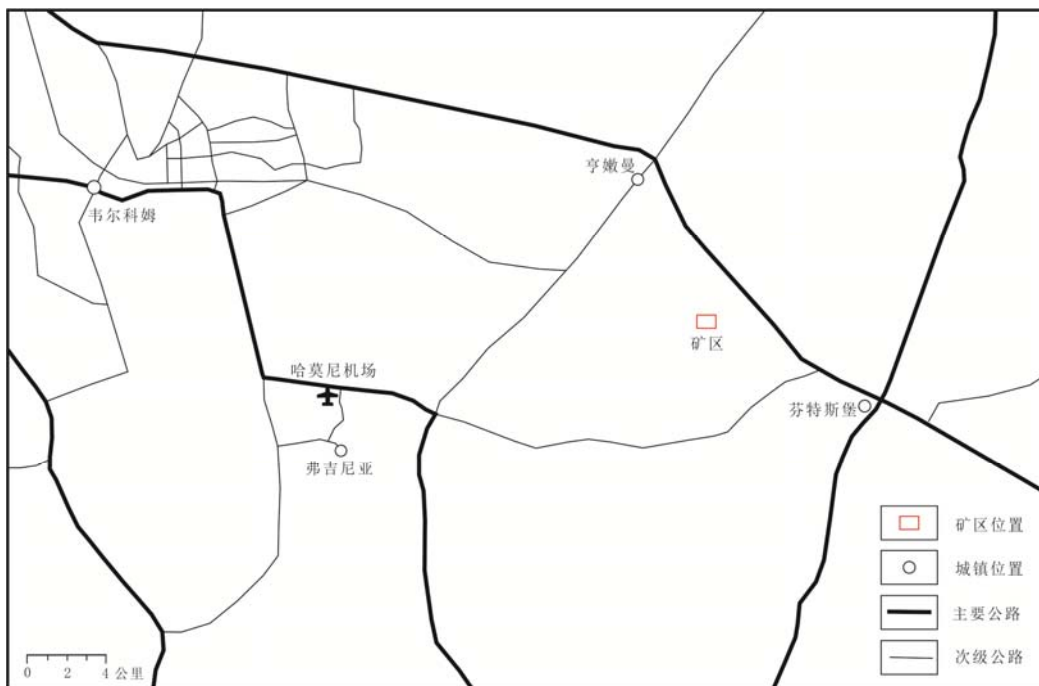 亨嫩曼
韦尔科姆
矿区
哈莫尼机场
芬特斯堡
弗吉尼亚
矿区位置
城镇位置
主要公路
次级公路
0 2 4 公里